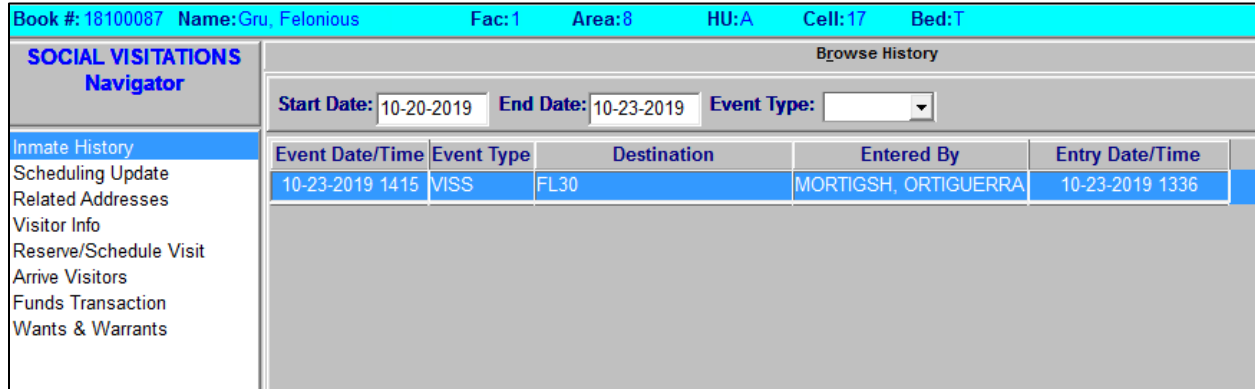 Book #: 18100087 Name: Gru, Felonious Fac: 1 Area: 8 HU: A Cell: 17 Bed: T
SOCIAL VISITATIONS
Navigator
Inmate History
Scheduling Update
Related Addresses
Visitor Info
Reserve/Schedule Visit
Arrive Visitors
Funds Transaction
Wants & Warrants
Browse History
Start Date: 10-20-2019 End Date: 10-23-2019 Event Type:
Event Date/Time Event Type Destination Entered By Entry Date/Time
10-23-2019 1415 VISS FL30 MORTIGSH, ORTIGUERRA 10-23-2019 1336